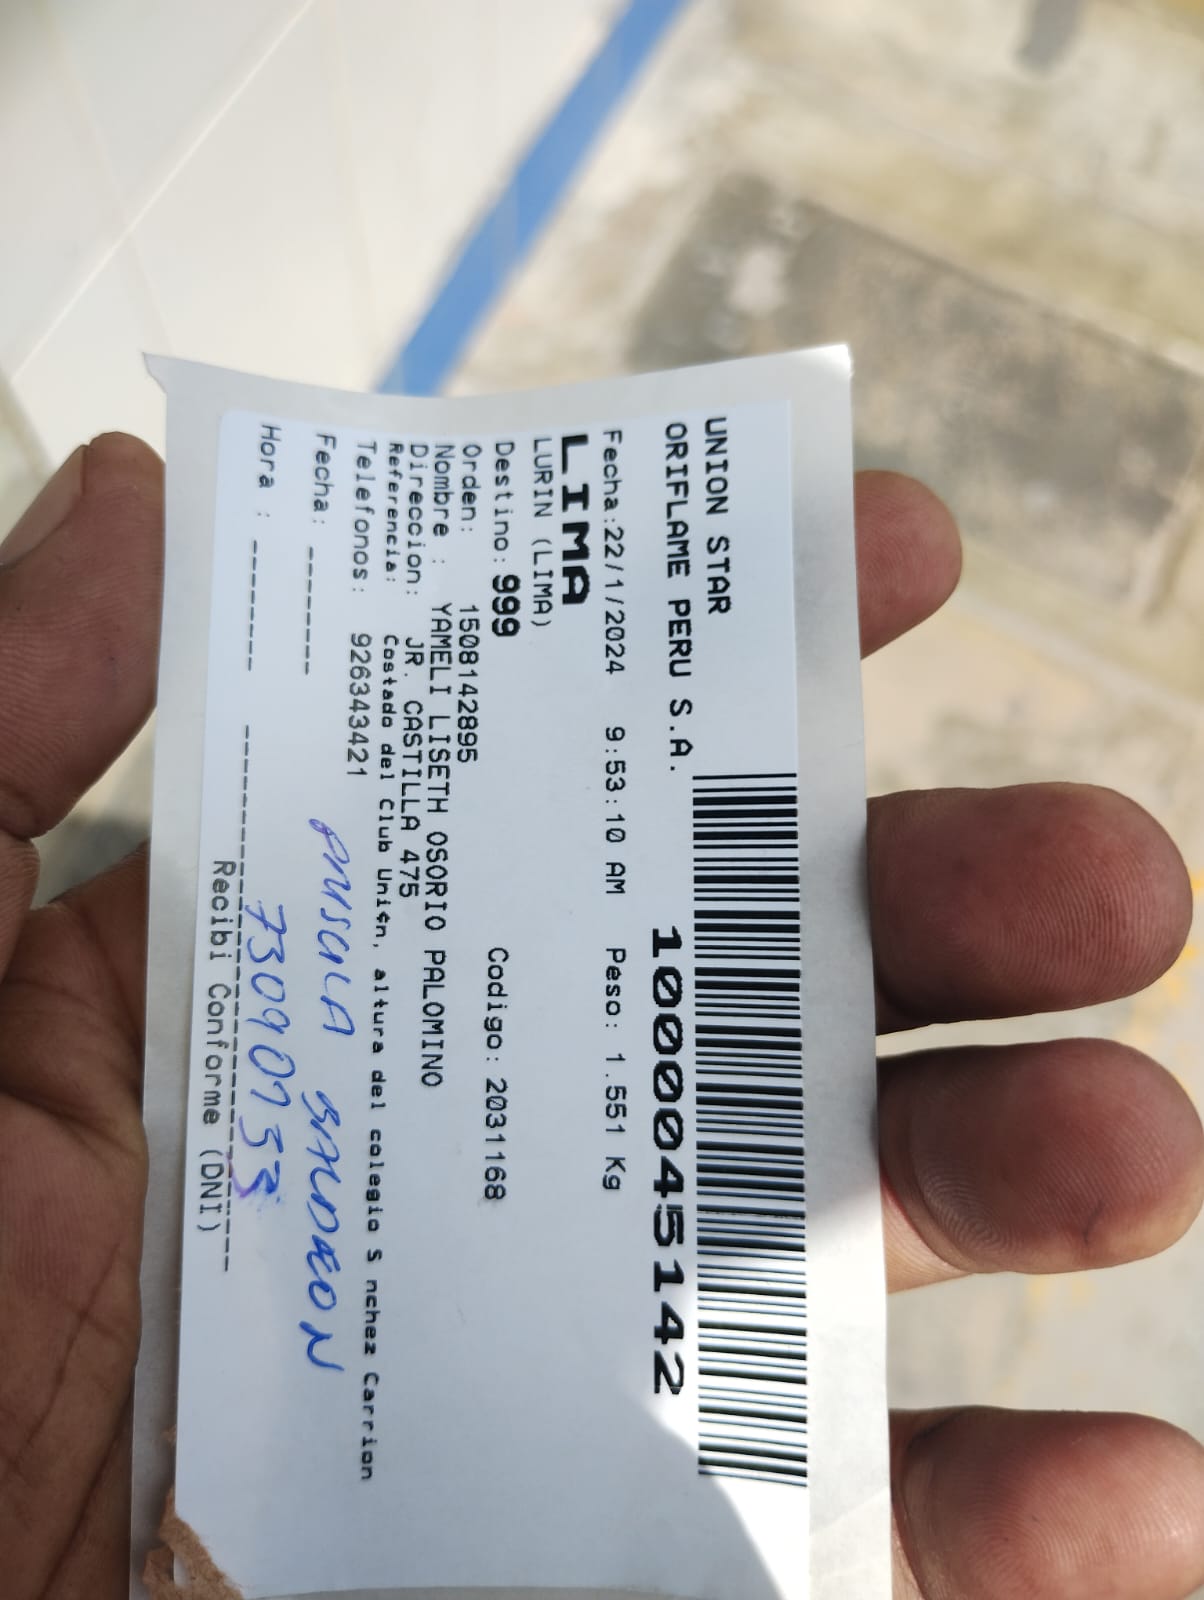 UNION STAR
ORIFLAME PERU S.A.
1000045142
Fecha:22/1/2024 9:53:10 AM Peso: 1.551 Kg
LIMA
LURIN (LIMA)
Destino: 999 Codigo: 2031168
Orden: 1508142895
Nombre : YAMELI LISETH OSORIO PALOMINO
Direccion: JR. CASTILLA 475
Referencia: Costado del Club Uni¢n, altura del colegio S nchez Carrion
Telefonos: 926343421
Fecha: -------
BALDEON
Hora : --------
73090753
Recibi Conforme (DNI)